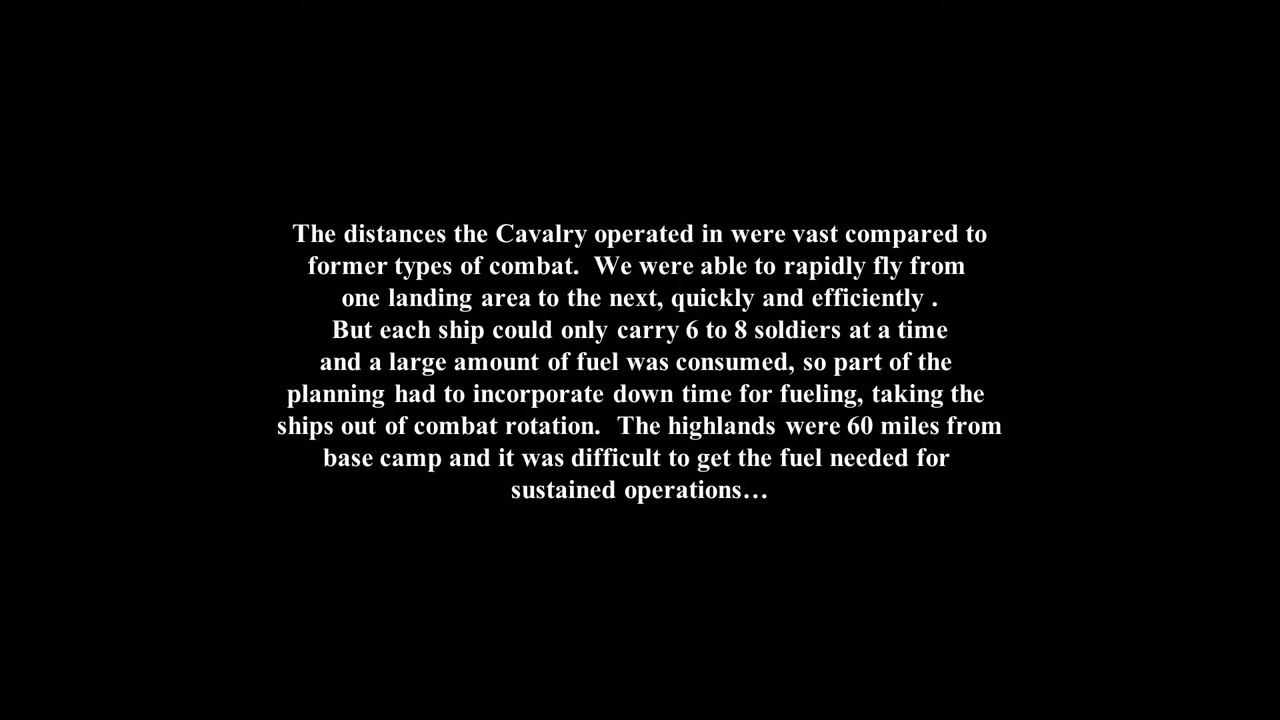 The distances the Cavalry operated in were vast compared to
former types of combat.  We were able to rapidly fly from
one landing area to the next, quickly and efficiently .
But each ship could only carry 6 to 8 soldiers at a time
and a large amount of fuel was consumed, so part of the
planning had to incorporate down time for fueling, taking the
ships out of combat rotation.  The highlands were 60 miles from
base camp and it was difficult to get the fuel needed for
sustained operations…